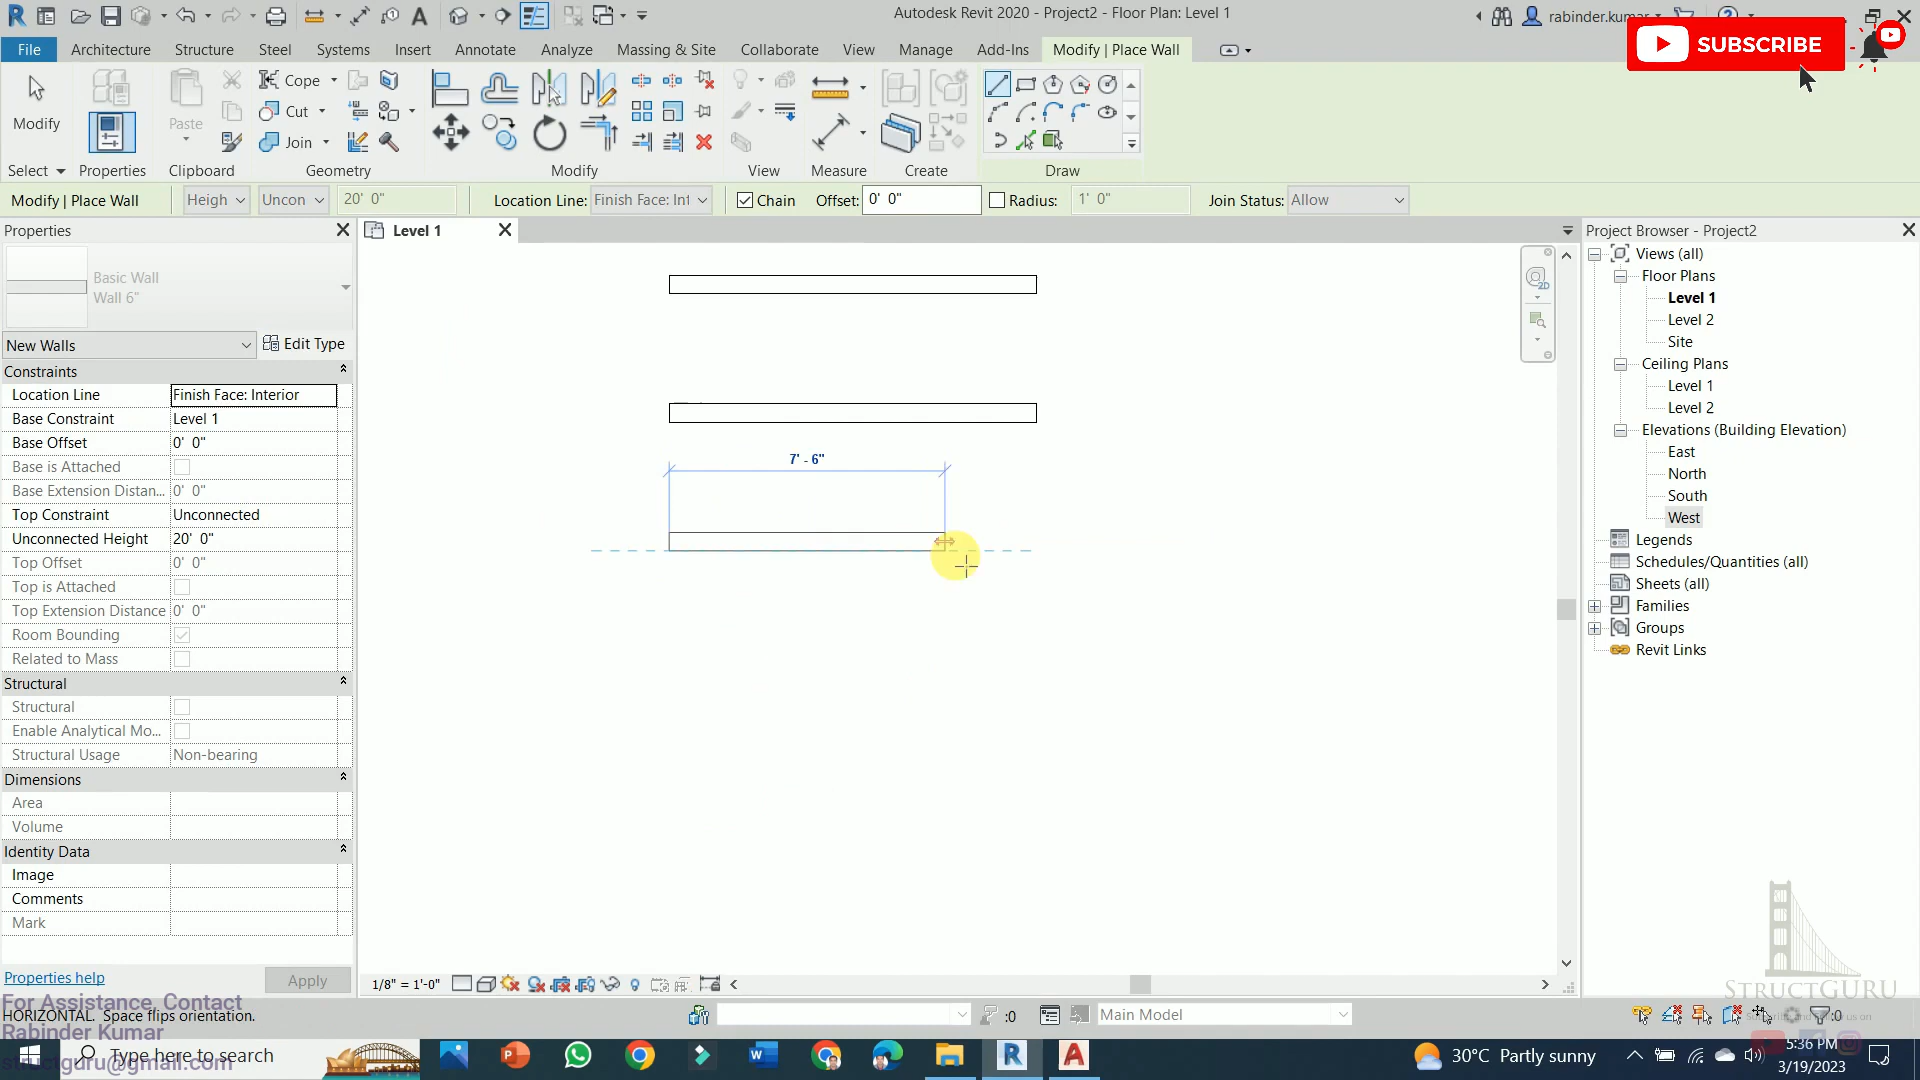 Autodesk Revit 2020 - Project2 - Floor Plan: Level 1
rabinder.kumar
SUBSCRIBE
File Architecture Structure Steel Systems Insert Annotate Analyze Massing & Site Collaborate View Manage Add-Ins Modify | Place Wall
Modify Paste Cope Cut Join
Select Properties Clipboard Geometry Modify View Measure Create Draw
Modify | Place Wall Heigh Uncon 20' 0" Location Line: Finish Face: Int Chain Offset: 0' 0" Radius: 1' 0" Join Status: Allow
Properties
Basic Wall
Wall 6"
New Walls Edit Type
Constraints
Location Line Finish Face: Interior
Base Constraint Level 1
Base Offset 0' 0"
Base is Attached
Base Extension Distan... 0' 0"
Top Constraint Unconnected
Unconnected Height 20' 0"
Top Offset 0' 0"
Top is Attached
Top Extension Distance 0' 0"
Room Bounding
Related to Mass
Structural
Structural
Enable Analytical Mo...
Structural Usage Non-bearing
Dimensions
Area
Volume
Identity Data
Image
Comments
Mark
Properties help Apply
Level 1
2D
7' - 6"
1/8" = 1'-0"
Project Browser - Project2
Views (all)
Floor Plans
Level 1
Level 2
Site
Ceiling Plans
Level 1
Level 2
Elevations (Building Elevation)
East
North
South
West
Legends
Schedules/Quantities (all)
Sheets (all)
Families
Groups
Revit Links
STRUCTGURU
For Assistance, Contact
HORIZONTAL. Space flips orientation.
:0 Main Model :0
Rabinder Kumar
structguru@gmail.com
Type here to search
30°C Partly sunny
5:36 PM
3/19/2023